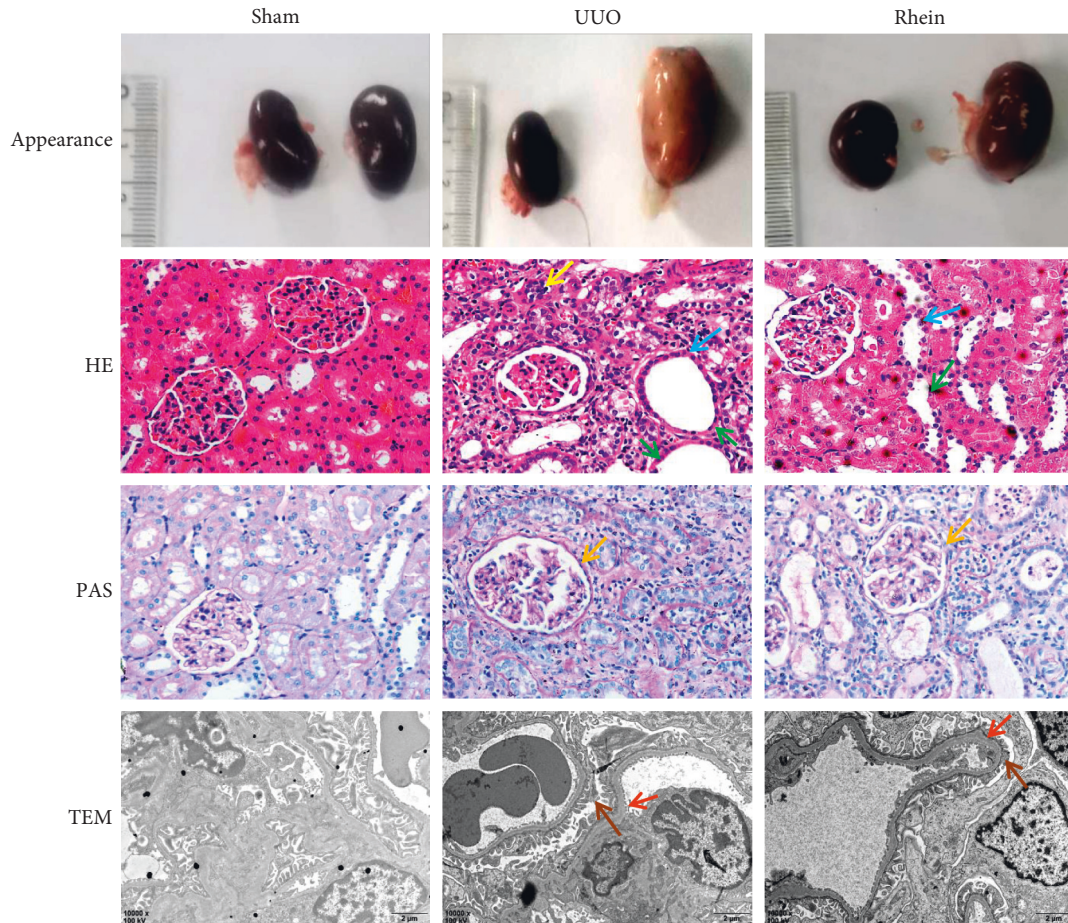 Sham UUO Rhein
Appearance
HE
PAS
TEM
10000 x
100 kV
2 μm
10000 x
100 kV
2 μm
10000 x
100 kV
2 μm